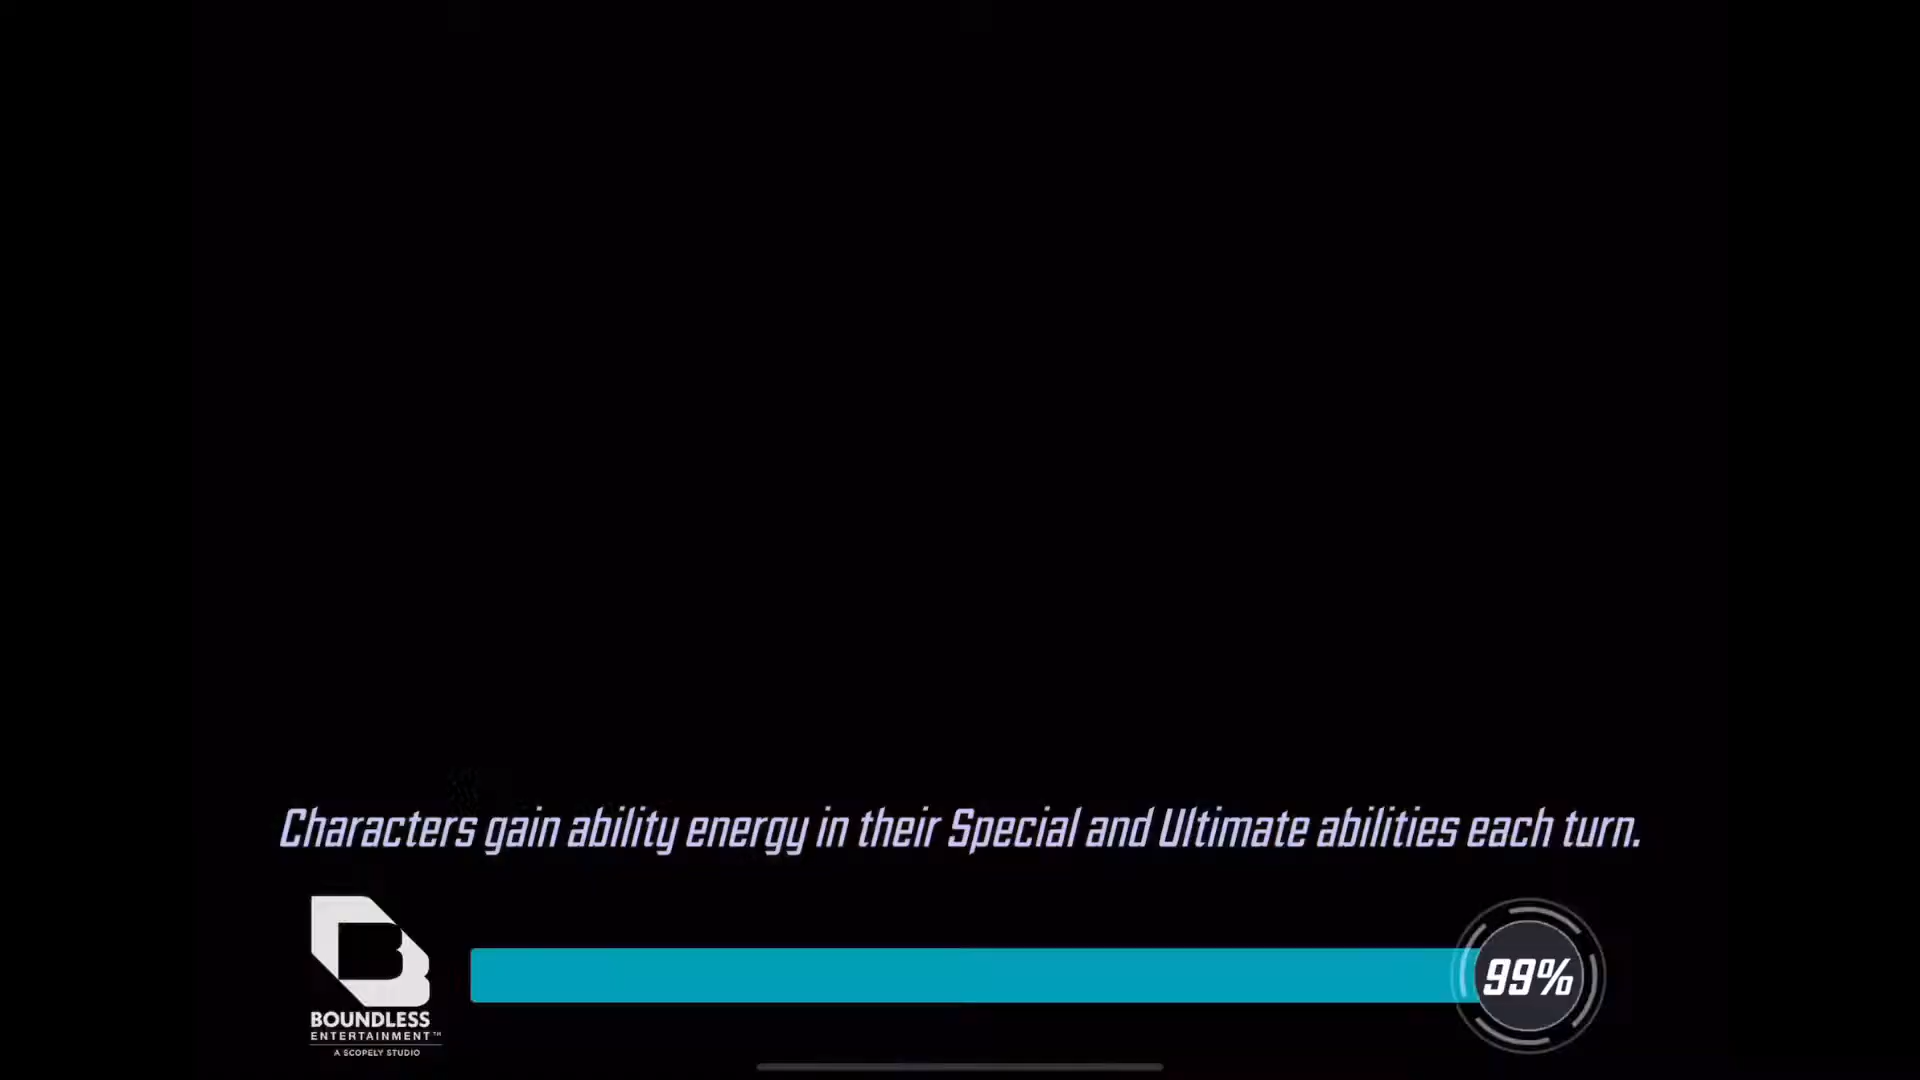 Characters gain ability energy in their Special and Ultimate abilities each turn.
99%
BOUNDLESS
ENTERTAINMENT™
A SCOPELY STUDIO